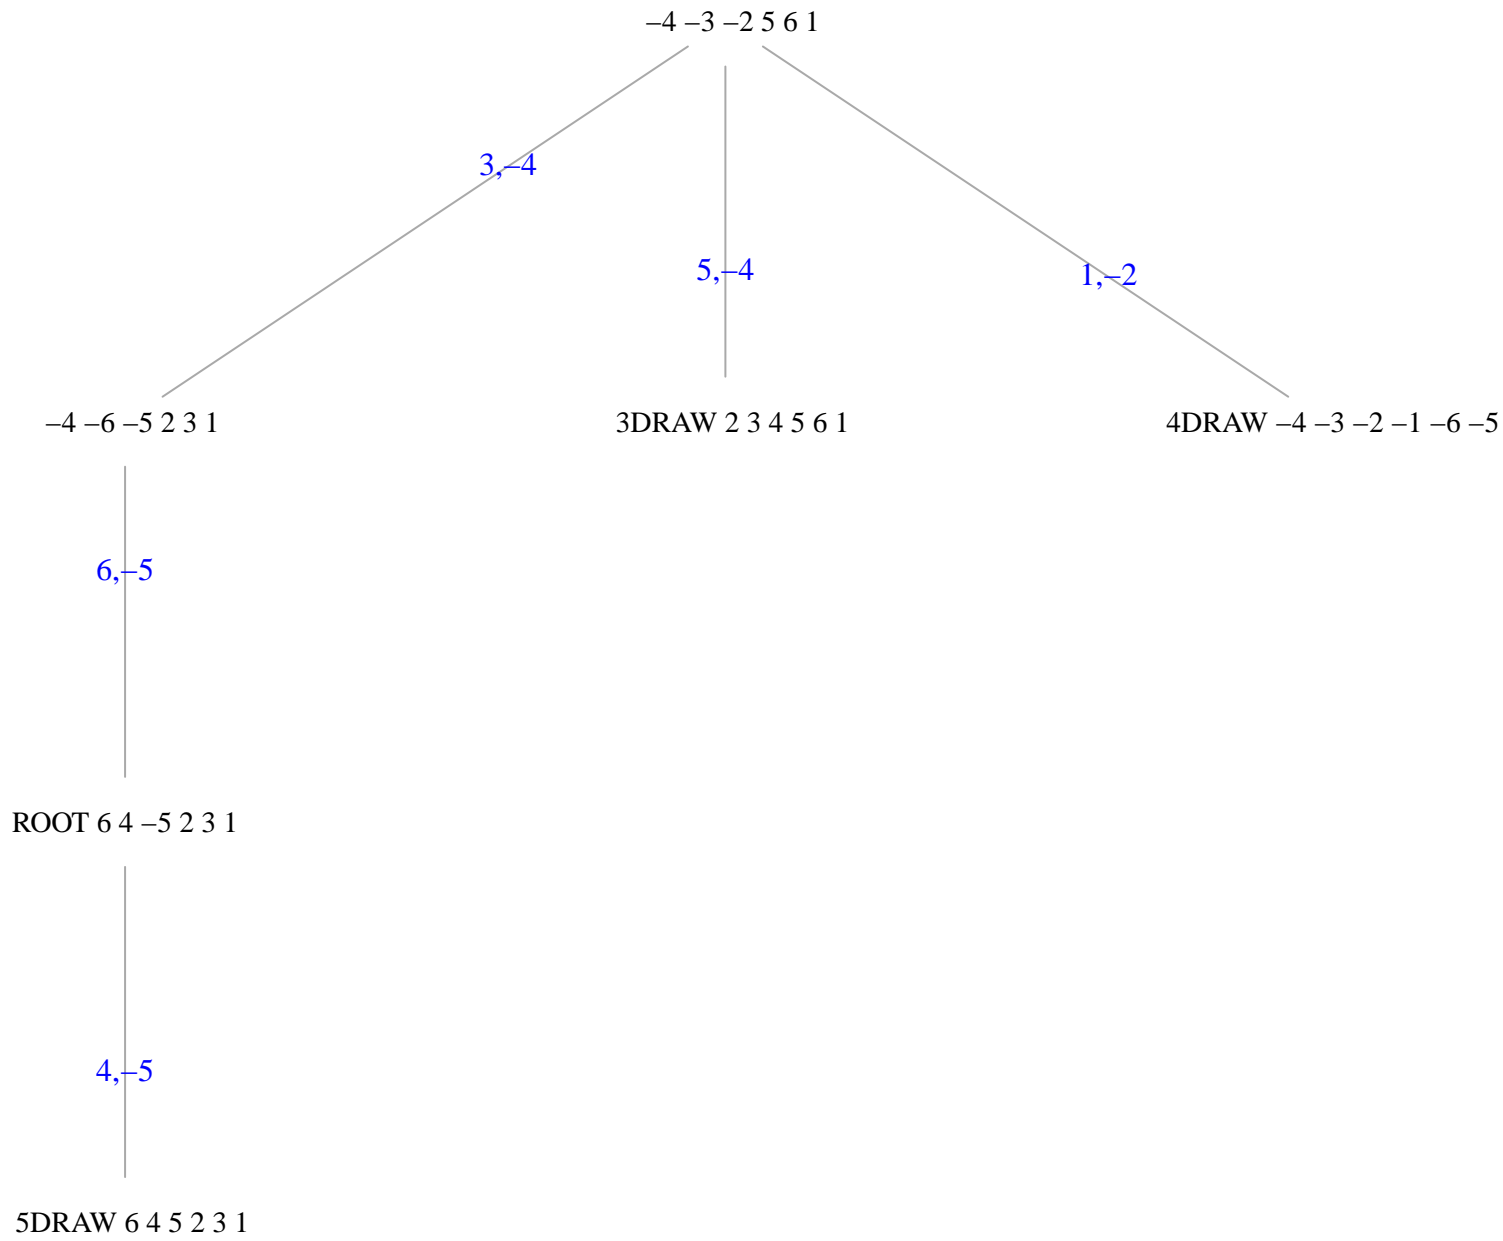 –4 –3 –2 5 6 1
3,–4
5,–4
1,–2
–4 –6 –5 2 3 1
3DRAW 2 3 4 5 6 1
4DRAW –4 –3 –2 –1 –6 –5
6,–5
ROOT 6 4 –5 2 3 1
4,–5
5DRAW 6 4 5 2 3 1